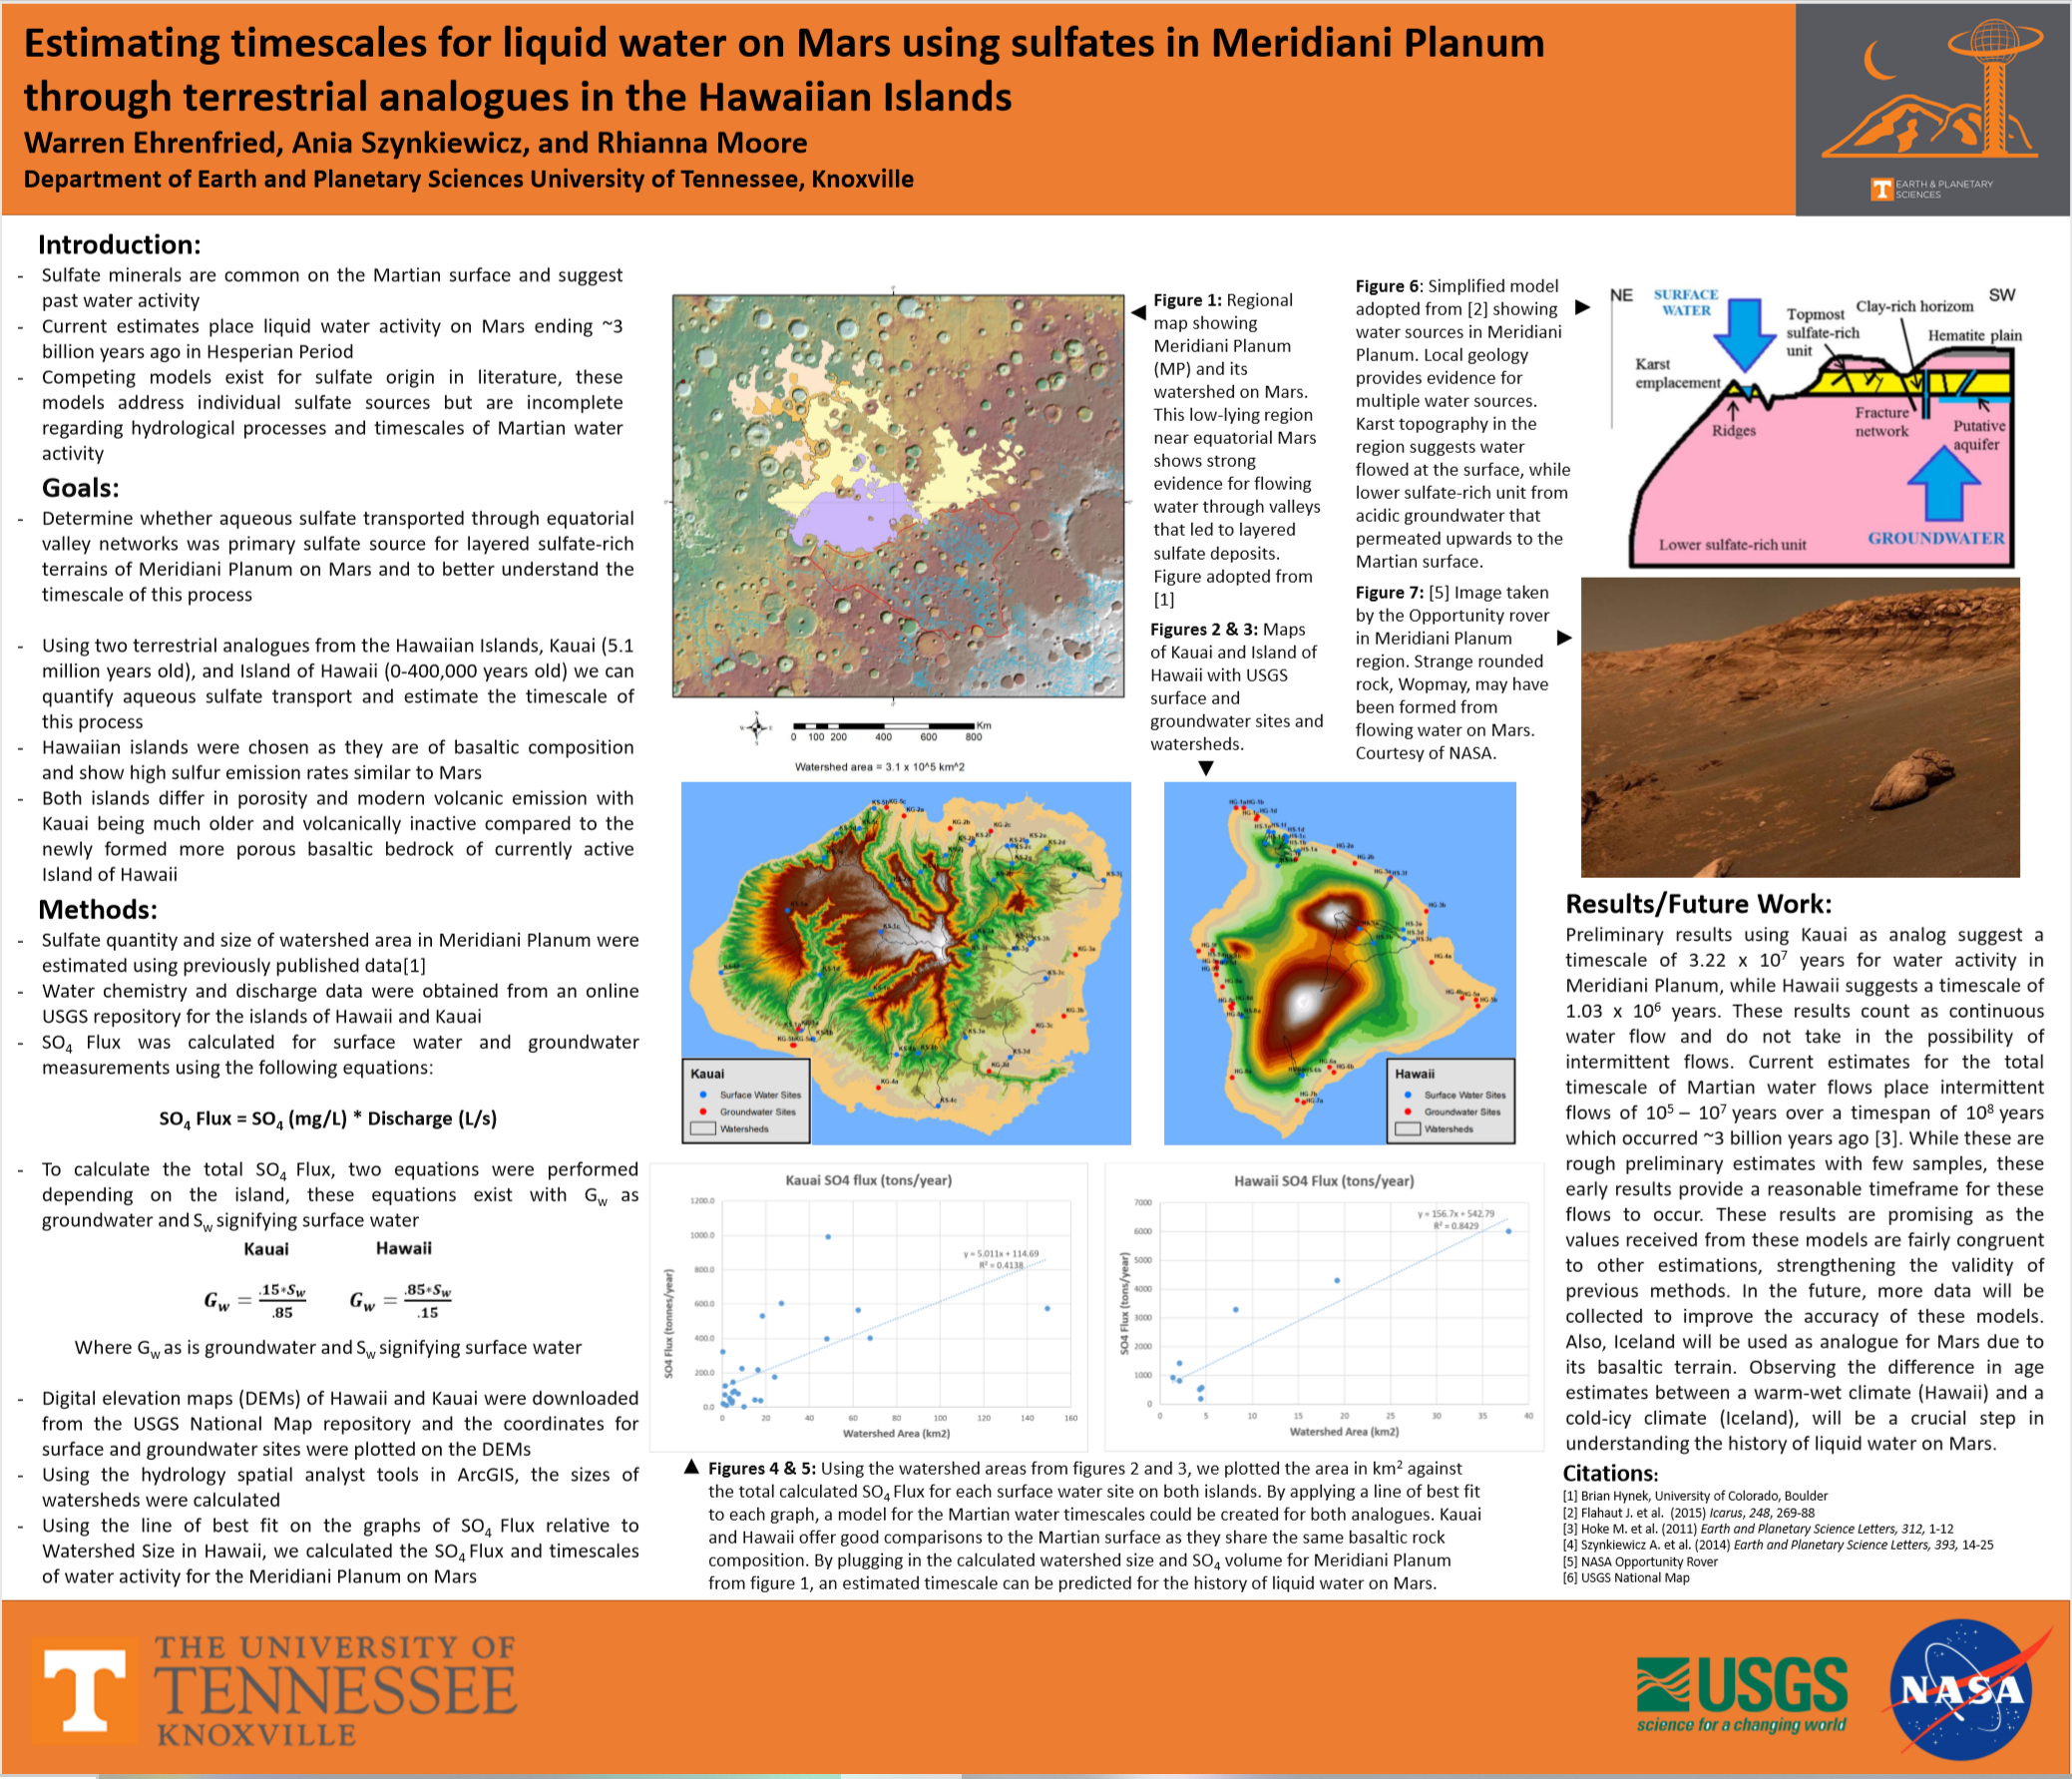 Estimating timescales for liquid water on Mars using sulfates in Meridiani Planum
through terrestrial analogues in the Hawaiian Islands
Warren Ehrenfried, Ania Szynkiewicz, and Rhianna Moore
Department of Earth and Planetary Sciences University of Tennessee, Knoxville
T EARTH & PLANETARY
SCIENCES
Introduction:
- Sulfate minerals are common on the Martian surface and suggest
past water activity
- Current estimates place liquid water activity on Mars ending ~3
billion years ago in Hesperian Period
- Competing models exist for sulfate origin in literature, these
models address individual sulfate sources but are incomplete
regarding hydrological processes and timescales of Martian water
activity
Goals:
- Determine whether aqueous sulfate transported through equatorial
valley networks was primary sulfate source for layered sulfate-rich
terrains of Meridiani Planum on Mars and to better understand the
timescale of this process
- Using two terrestrial analogues from the Hawaiian Islands, Kauai (5.1
million years old), and Island of Hawaii (0-400,000 years old) we can
quantify aqueous sulfate transport and estimate the timescale of
this process
- Hawaiian islands were chosen as they are of basaltic composition
and show high sulfur emission rates similar to Mars
- Both islands differ in porosity and modern volcanic emission with
Kauai being much older and volcanically inactive compared to the
newly formed more porous basaltic bedrock of currently active
Island of Hawaii
Methods:
- Sulfate quantity and size of watershed area in Meridiani Planum were
estimated using previously published data[1]
- Water chemistry and discharge data were obtained from an online
USGS repository for the islands of Hawaii and Kauai
- SO4 Flux was calculated for surface water and groundwater
measurements using the following equations:
SO4 Flux = SO4 (mg/L) * Discharge (L/s)
- To calculate the total SO4 Flux, two equations were performed
depending on the island, these equations exist with Gw as
groundwater and Sw signifying surface water
Kauai Hawaii
Gw = .15*Sw / .85 Gw = .85*Sw / .15
Where Gw as is groundwater and Sw signifying surface water
- Digital elevation maps (DEMs) of Hawaii and Kauai were downloaded
from the USGS National Map repository and the coordinates for
surface and groundwater sites were plotted on the DEMs
- Using the hydrology spatial analyst tools in ArcGIS, the sizes of
watersheds were calculated
- Using the line of best fit on the graphs of SO4 Flux relative to
Watershed Size in Hawaii, we calculated the SO4 Flux and timescales
of water activity for the Meridiani Planum on Mars
Km
0 100 200 400 600 800
Watershed area = 3.1 x 10^5 km^2
Figure 1: Regional
map showing
Meridiani Planum
(MP) and its
watershed on Mars.
This low-lying region
near equatorial Mars
shows strong
evidence for flowing
water through valleys
that led to layered
sulfate deposits.
Figure adopted from
[1]
Figures 2 & 3: Maps
of Kauai and Island of
Hawaii with USGS
surface and
groundwater sites and
watersheds.
Kauai
Surface Water Sites
Groundwater Sites
Watersheds
Hawaii
Surface Water Sites
Groundwater Sites
Watersheds
Kauai SO4 flux (tons/year)
SO4 Flux (tonnes/year)
1200.0
1000.0
800.0
600.0
400.0
200.0
0.0
y = 5.011x + 114.69
R² = 0.4138
0 20 40 60 80 100 120 140 160
Watershed Area (km2)
Hawaii SO4 Flux (tons/year)
SO4 Flux (tons/year)
7000
6000
5000
4000
3000
2000
1000
0
y = 156.7x + 542.79
R² = 0.8429
0 5 10 15 20 25 30 35 40
Watershed Area (km2)
Figures 4 & 5: Using the watershed areas from figures 2 and 3, we plotted the area in km² against
the total calculated SO4 Flux for each surface water site on both islands. By applying a line of best fit
to each graph, a model for the Martian water timescales could be created for both analogues. Kauai
and Hawaii offer good comparisons to the Martian surface as they share the same basaltic rock
composition. By plugging in the calculated watershed size and SO4 volume for Meridiani Planum
from figure 1, an estimated timescale can be predicted for the history of liquid water on Mars.
Figure 6: Simplified model
adopted from [2] showing
water sources in Meridiani
Planum. Local geology
provides evidence for
multiple water sources.
Karst topography in the
region suggests water
flowed at the surface, while
lower sulfate-rich unit from
acidic groundwater that
permeated upwards to the
Martian surface.
Figure 7: [5] Image taken
by the Opportunity rover
in Meridiani Planum
region. Strange rounded
rock, Wopmay, may have
been formed from
flowing water on Mars.
Courtesy of NASA.
NE
SURFACE
WATER
SW
Clay-rich horizom
Topmost
sulfate-rich
unit
Hematite plain
Karst
emplacement
Ridges
Fracture
network
Putative
aquifer
Lower sulfate-rich unit
GROUNDWATER
Results/Future Work:
Preliminary results using Kauai as analog suggest a
timescale of 3.22 x 10⁷ years for water activity in
Meridiani Planum, while Hawaii suggests a timescale of
1.03 x 10⁶ years. These results count as continuous
water flow and do not take in the possibility of
intermittent flows. Current estimates for the total
timescale of Martian water flows place intermittent
flows of 10⁵ – 10⁷ years over a timespan of 10⁸ years
which occurred ~3 billion years ago [3]. While these are
rough preliminary estimates with few samples, these
early results provide a reasonable timeframe for these
flows to occur. These results are promising as the
values received from these models are fairly congruent
to other estimations, strengthening the validity of
previous methods. In the future, more data will be
collected to improve the accuracy of these models.
Also, Iceland will be used as analogue for Mars due to
its basaltic terrain. Observing the difference in age
estimates between a warm-wet climate (Hawaii) and a
cold-icy climate (Iceland), will be a crucial step in
understanding the history of liquid water on Mars.
Citations:
[1] Brian Hynek, University of Colorado, Boulder
[2] Flahaut J. et al. (2015) Icarus, 248, 269-88
[3] Hoke M. et al. (2011) Earth and Planetary Science Letters, 312, 1-12
[4] Szynkiewicz A. et al. (2014) Earth and Planetary Science Letters, 393, 14-25
[5] NASA Opportunity Rover
[6] USGS National Map
T
THE UNIVERSITY OF
TENNESSEE
KNOXVILLE
USGS
science for a changing world
NASA